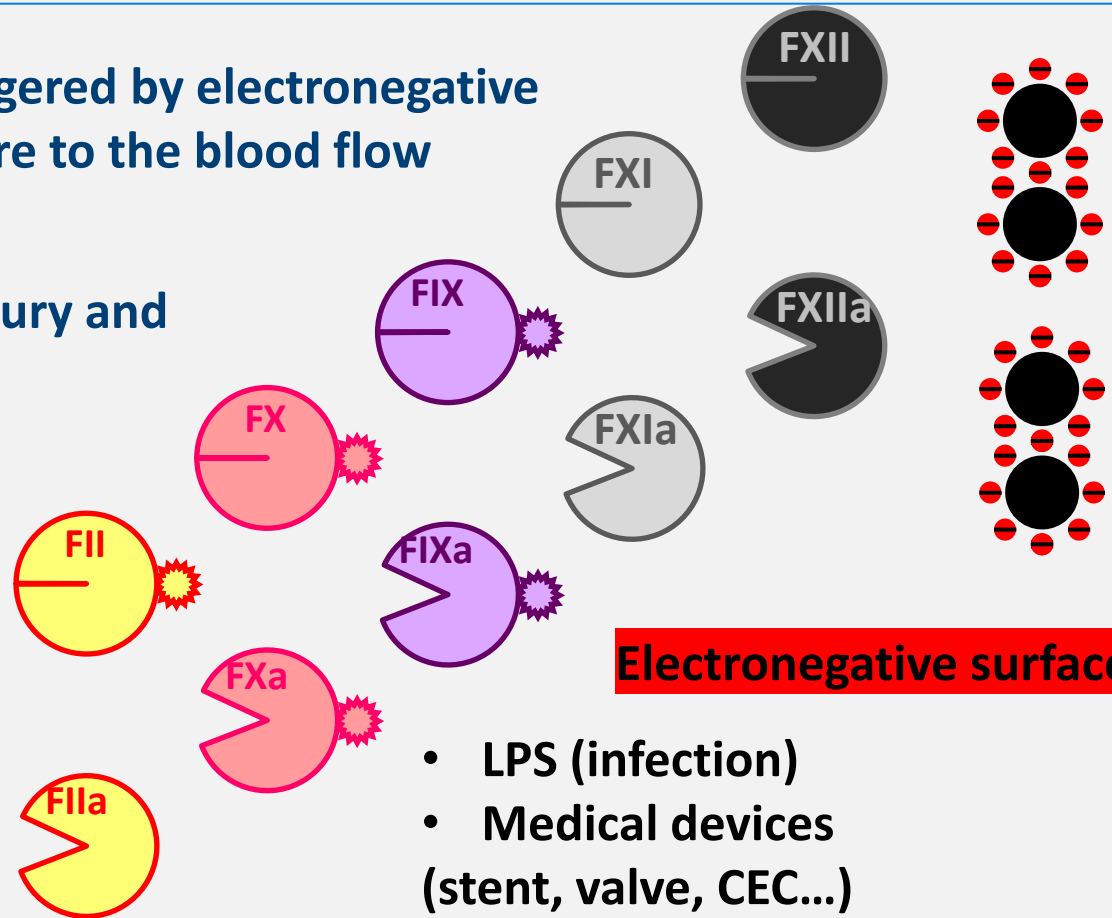 FXII
gered by electronegative
re to the blood flow
FXI
FIX
ury and
FXIIa
FX
FXIa
FII
FIXa
Electronegative surface
FXa
• LPS (infection)
• Medical devices
FIIa
(stent, valve, CEC...)